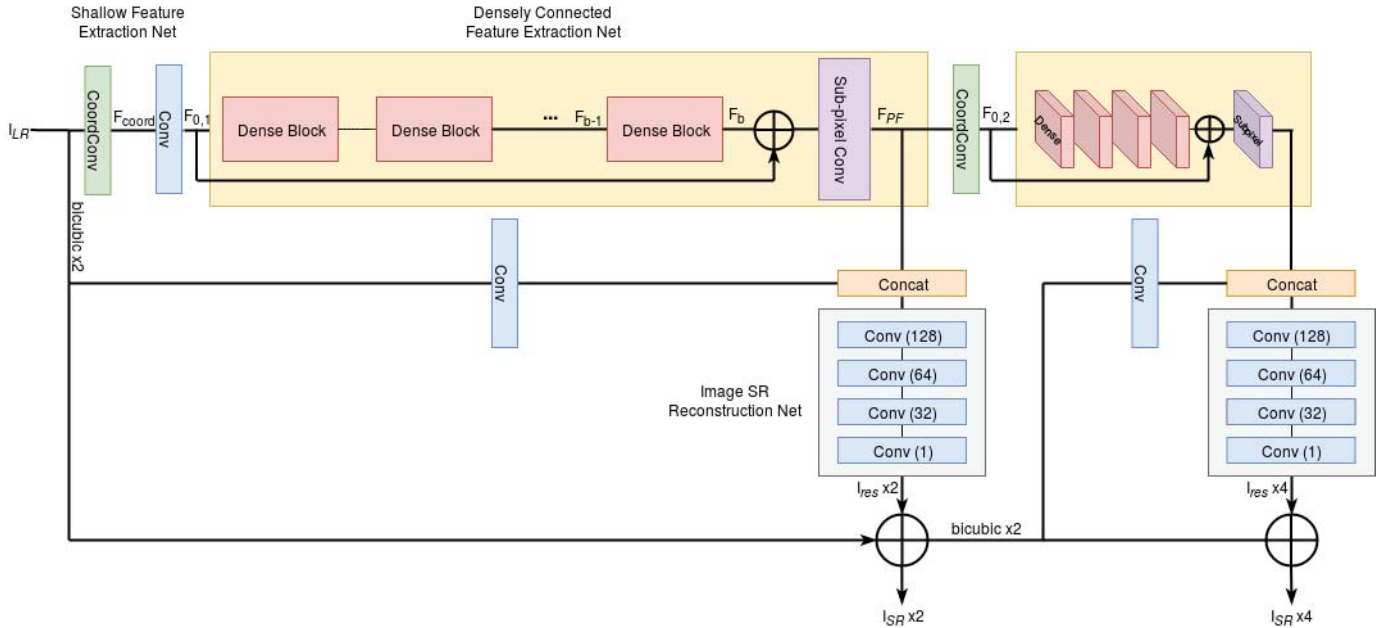 Shallow Feature
Extraction Net
Densely Connected
Feature Extraction Net
I_LR
CoordConv
F_coord
Conv
F_0,1
Dense Block
Dense Block
...
F_b-1
Dense Block
F_b
Sub-pixel Conv
F_PF
CoordConv
F_0,2
Dense
Subpixel
bicubic x2
Conv
Concat
Conv
Concat
Conv (128)
Conv (64)
Conv (32)
Conv (1)
Image SR
Reconstruction Net
Conv (128)
Conv (64)
Conv (32)
Conv (1)
I_res x2
bicubic x2
I_res x4
I_SR x2
I_SR x4